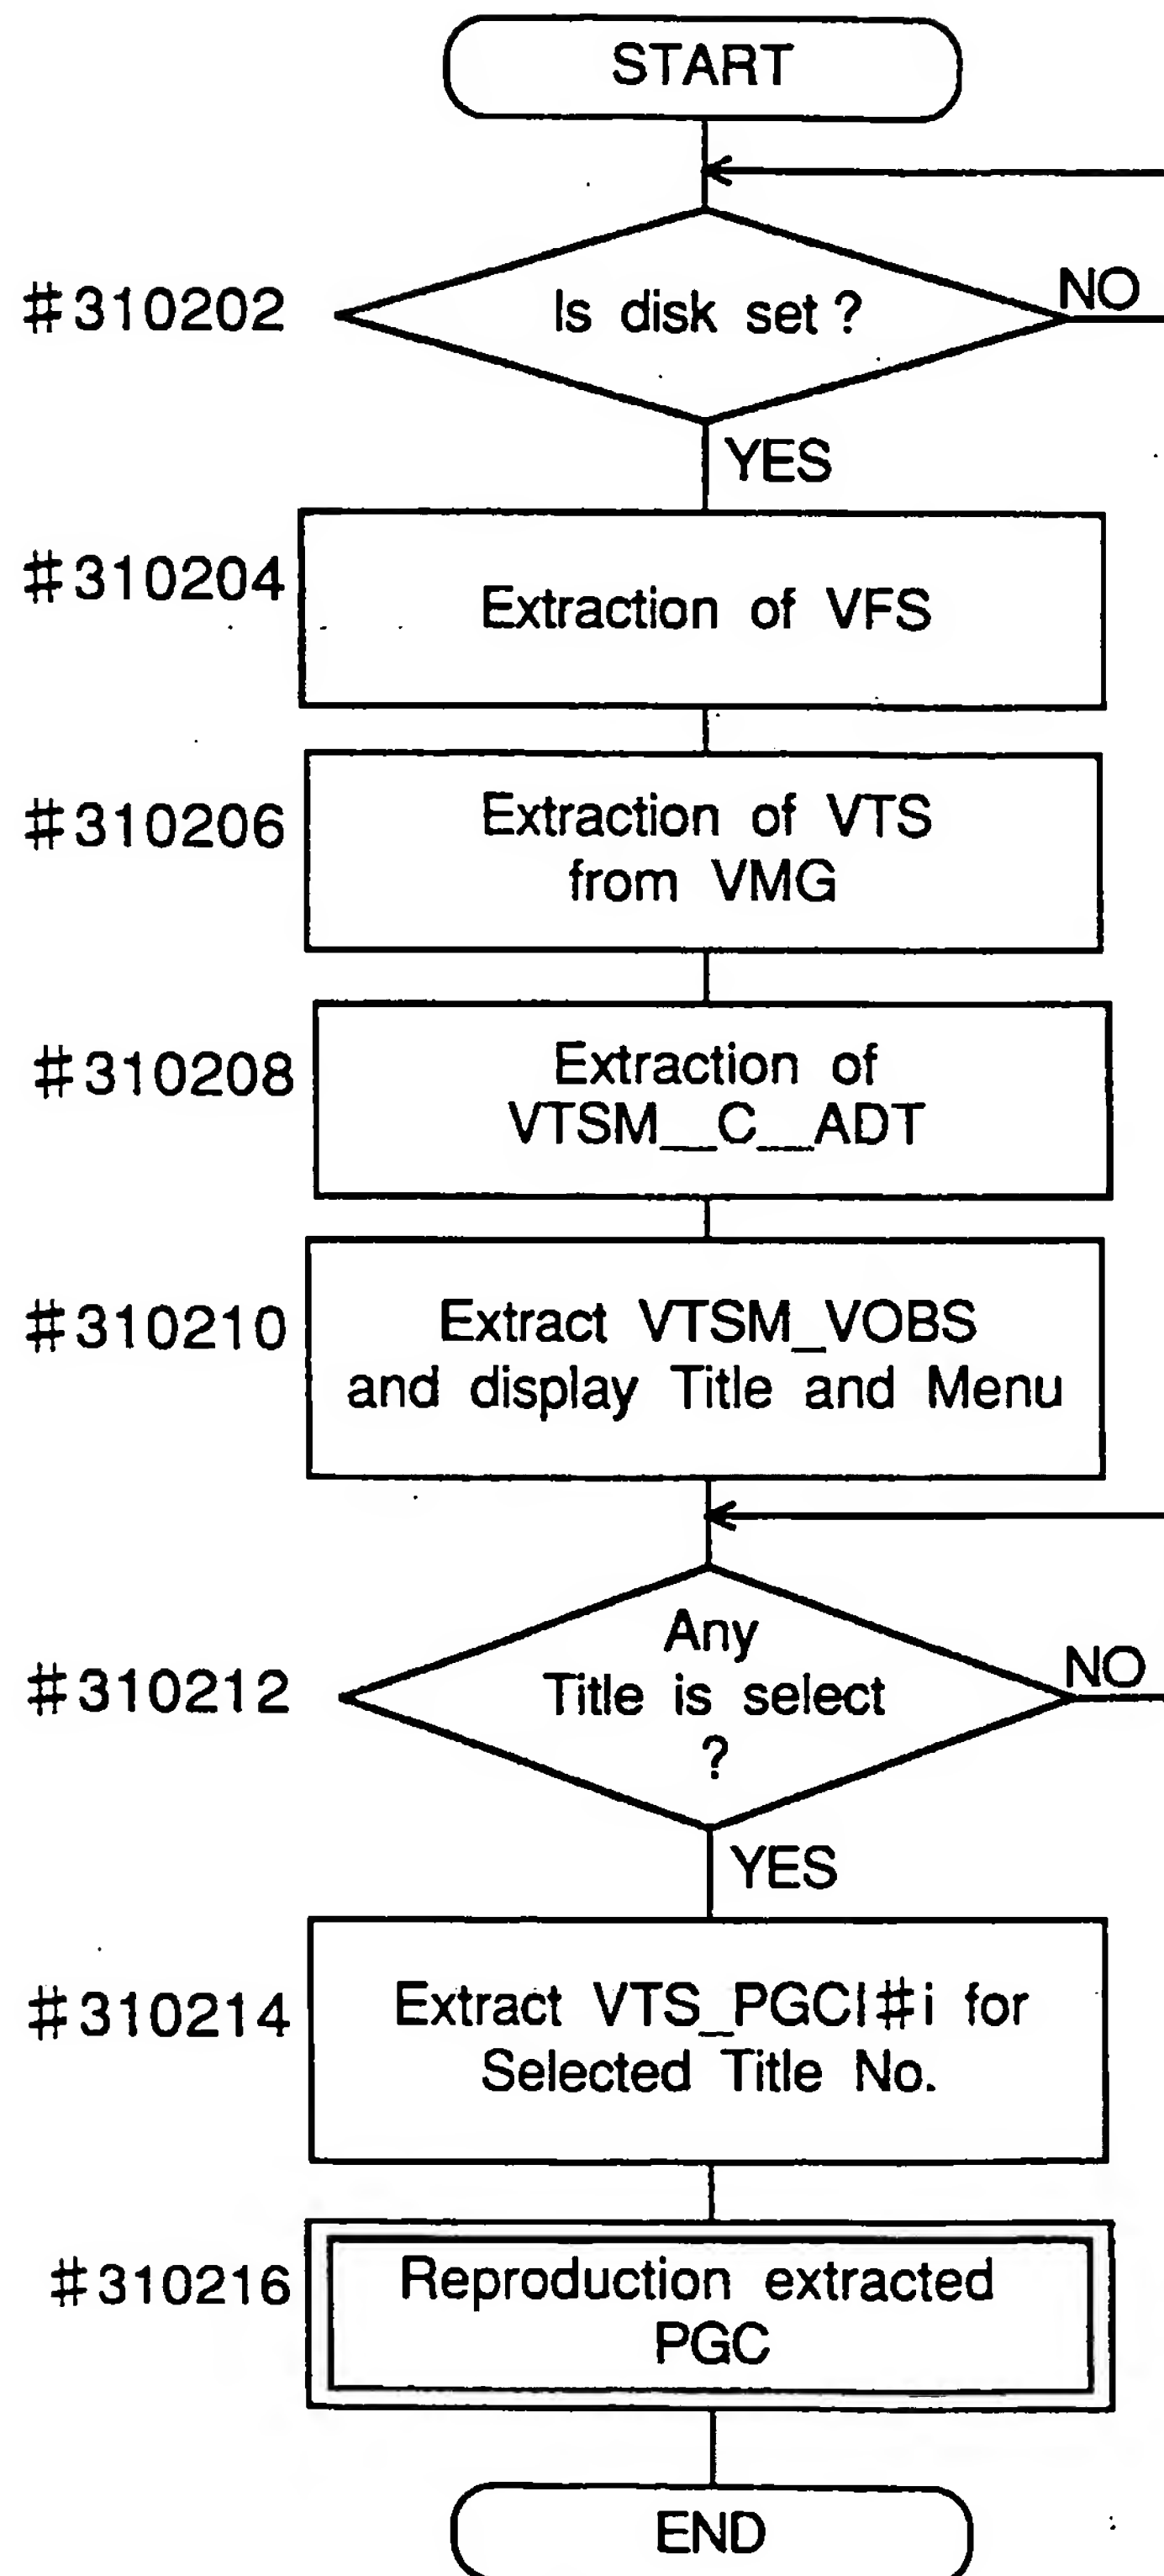 START
#310202
Is disk set ?
NO
YES
#310204
Extraction of VFS
#310206
Extraction of VTS
from VMG
#310208
Extraction of
VTSM__C__ADT
#310210
Extract VTSM_VOBS
and display Title and Menu
#310212
Any
Title is select
?
NO
YES
#310214
Extract VTS_PGCI#i for
Selected Title No.
#310216
Reproduction extracted
PGC
END